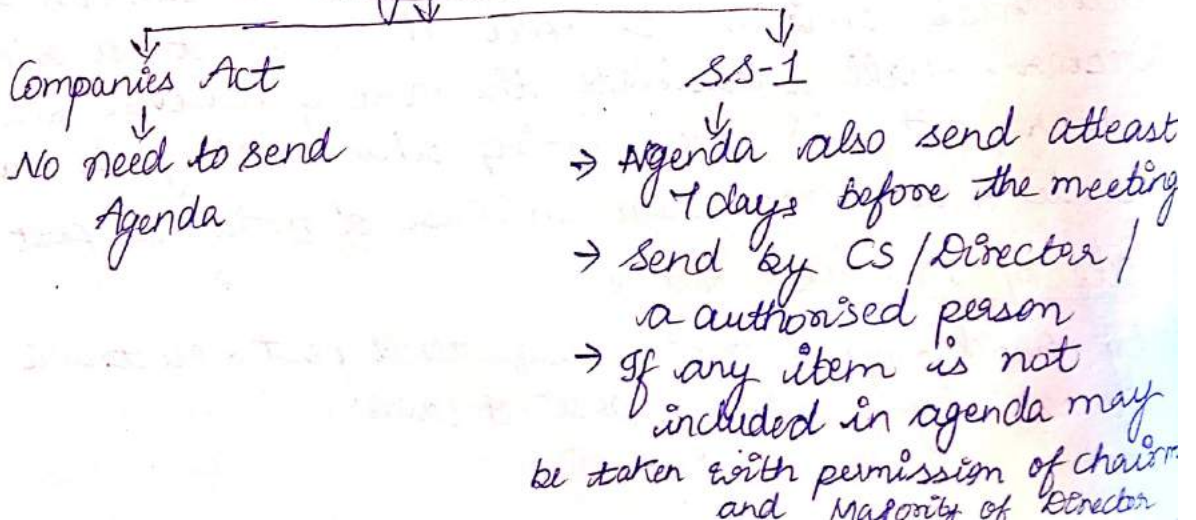 Companies Act
↓
No need to send
Agenda
SS-1
↓
→ Agenda also send atleast
7 days before the meeting
→ Send by CS / Director /
a authorised person
→ If any item is not
included in agenda may
be taken with permission of chairm
and Majority of Director